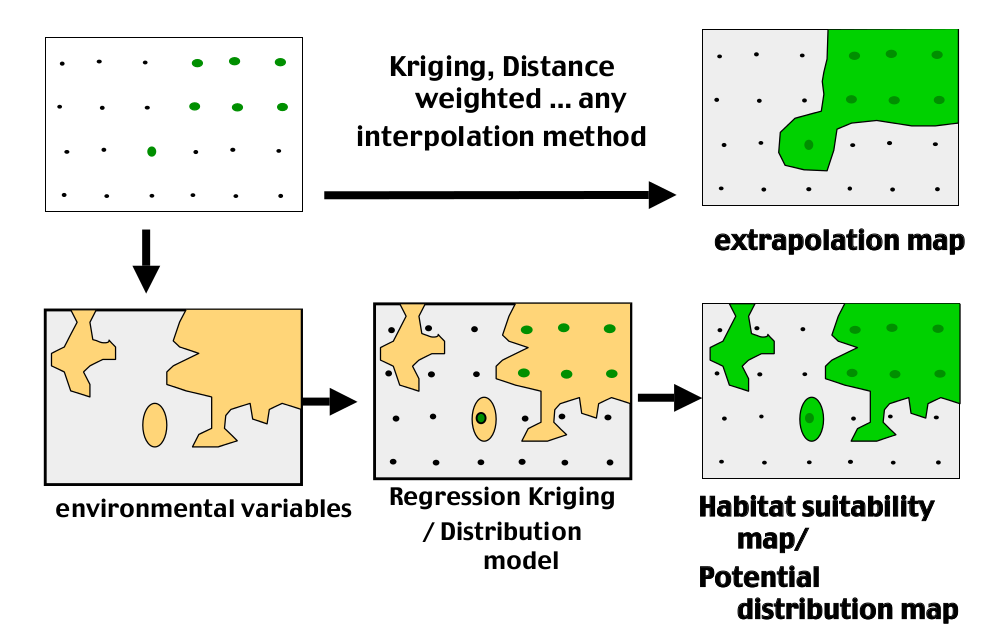 Kriging, Distance
weighted ... any
interpolation method
extrapolation map
environmental variables
Regression Kriging
/ Distribution
model
Habitat suitability
map/
Potential
distribution map